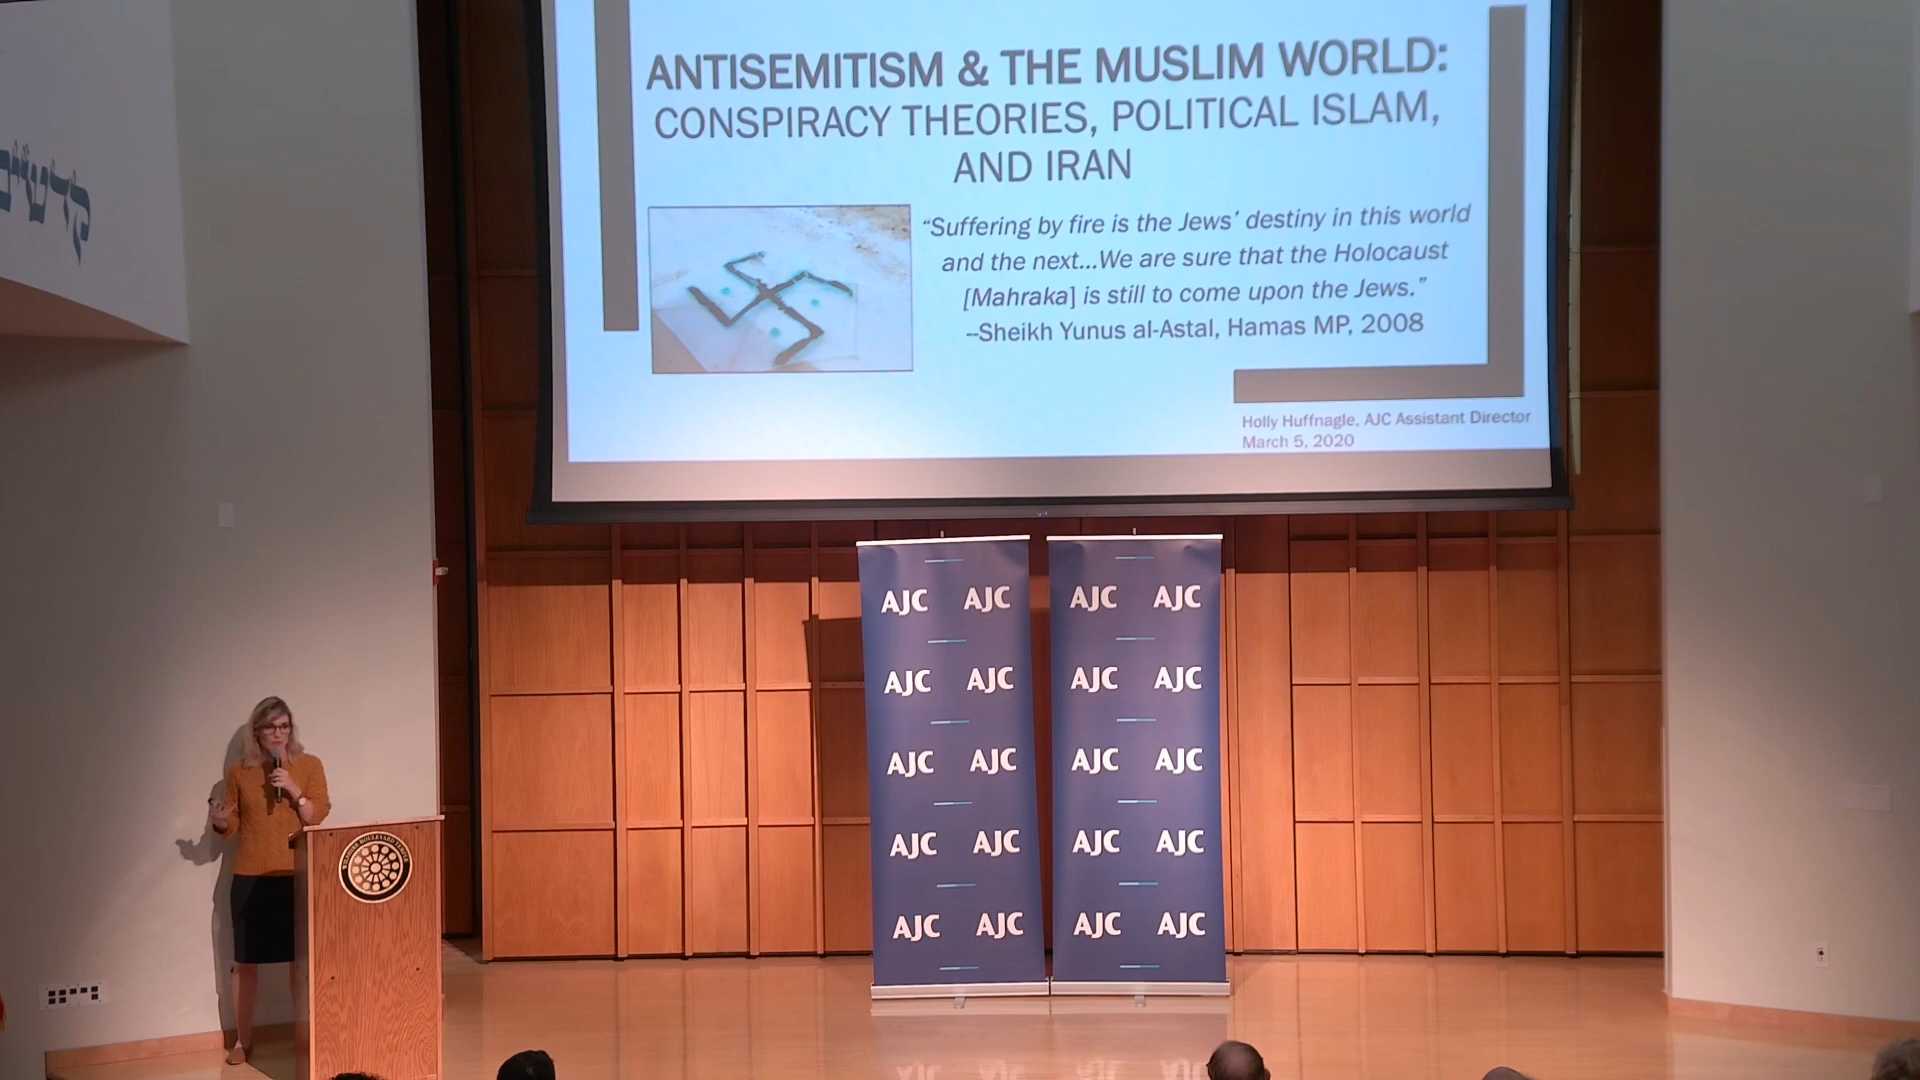 ANTISEMITISM & THE MUSLIM WORLD:
CONSPIRACY THEORIES, POLITICAL ISLAM,
AND IRAN
“Suffering by fire is the Jews’ destiny in this world
and the next...We are sure that the Holocaust
[Mahraka] is still to come upon the Jews.”
--Sheikh Yunus al-Astal, Hamas MP, 2008
Holly Huffnagle, AJC Assistant Director
March 5, 2020
AJC AJC AJC AJC
AJC AJC AJC AJC
AJC AJC AJC AJC
AJC AJC AJC AJC
AJC AJC AJC AJC
WILSHIRE BOULEVARD TEMPLE